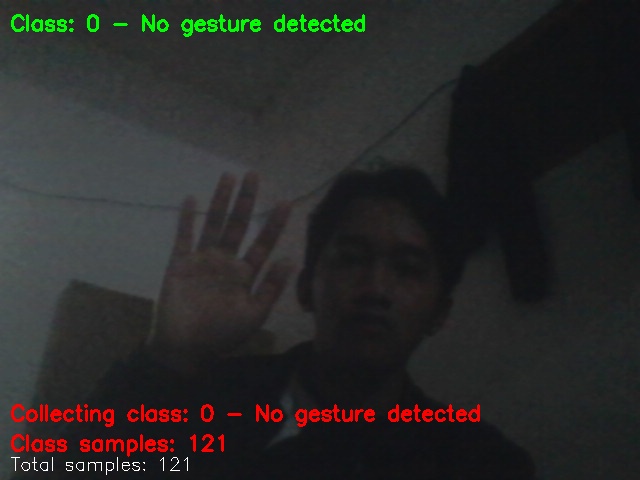 Class: 0 - No gesture detected
Collecting class: 0 - No gesture detected
Class samples: 121
Total samples: 121